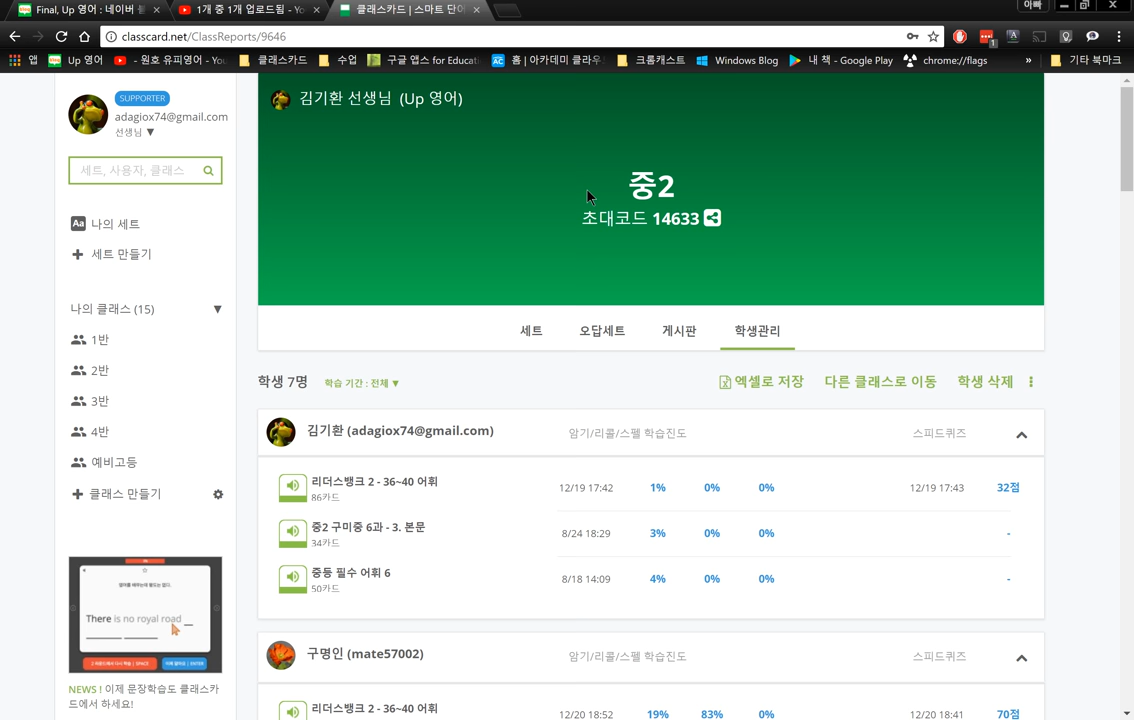 Final, Up 영어 : 네이버 블
1개 중 1개 업로드됨 - Yo
클래스카드 | 스마트 단어
아빠
classcard.net/ClassReports/9646
앱
Up 영어
- 원호 유피영어 - You
클래스카드
수업
구글 앱스 for Educati
홈 | 아카데미 클라우
크롬캐스트
Windows Blog
내 책 - Google Play
chrome://flags
»
기타 북마크
SUPPORTER
adagiox74@gmail.com
선생님 ▼
세트, 사용자, 클래스
Aa 나의 세트
+ 세트 만들기
나의 클래스 (15) ▼
1반
2반
3반
4반
예비고등
+ 클래스 만들기
There is no royal road
NEWS ! 이제 문장학습도 클래스카
드에서 하세요!
김기환 선생님 (Up 영어)
중2
초대코드 14633
세트 오답세트 게시판 학생관리
학생 7명 학습 기간 : 전체 ▼ 엑셀로 저장 다른 클래스로 이동 학생 삭제
김기환 (adagiox74@gmail.com) 암기/리콜/스펠 학습진도 스피드퀴즈
리더스뱅크 2 - 36~40 어휘 12/19 17:42 1% 0% 0% 12/19 17:43 32점
86카드
중2 구미중 6과 - 3. 본문 8/24 18:29 3% 0% 0% -
34카드
중등 필수 어휘 6 8/18 14:09 4% 0% 0% -
50카드
구명인 (mate57002) 암기/리콜/스펠 학습진도 스피드퀴즈
리더스뱅크 2 - 36~40 어휘 12/20 18:52 19% 83% 0% 12/20 18:41 70점